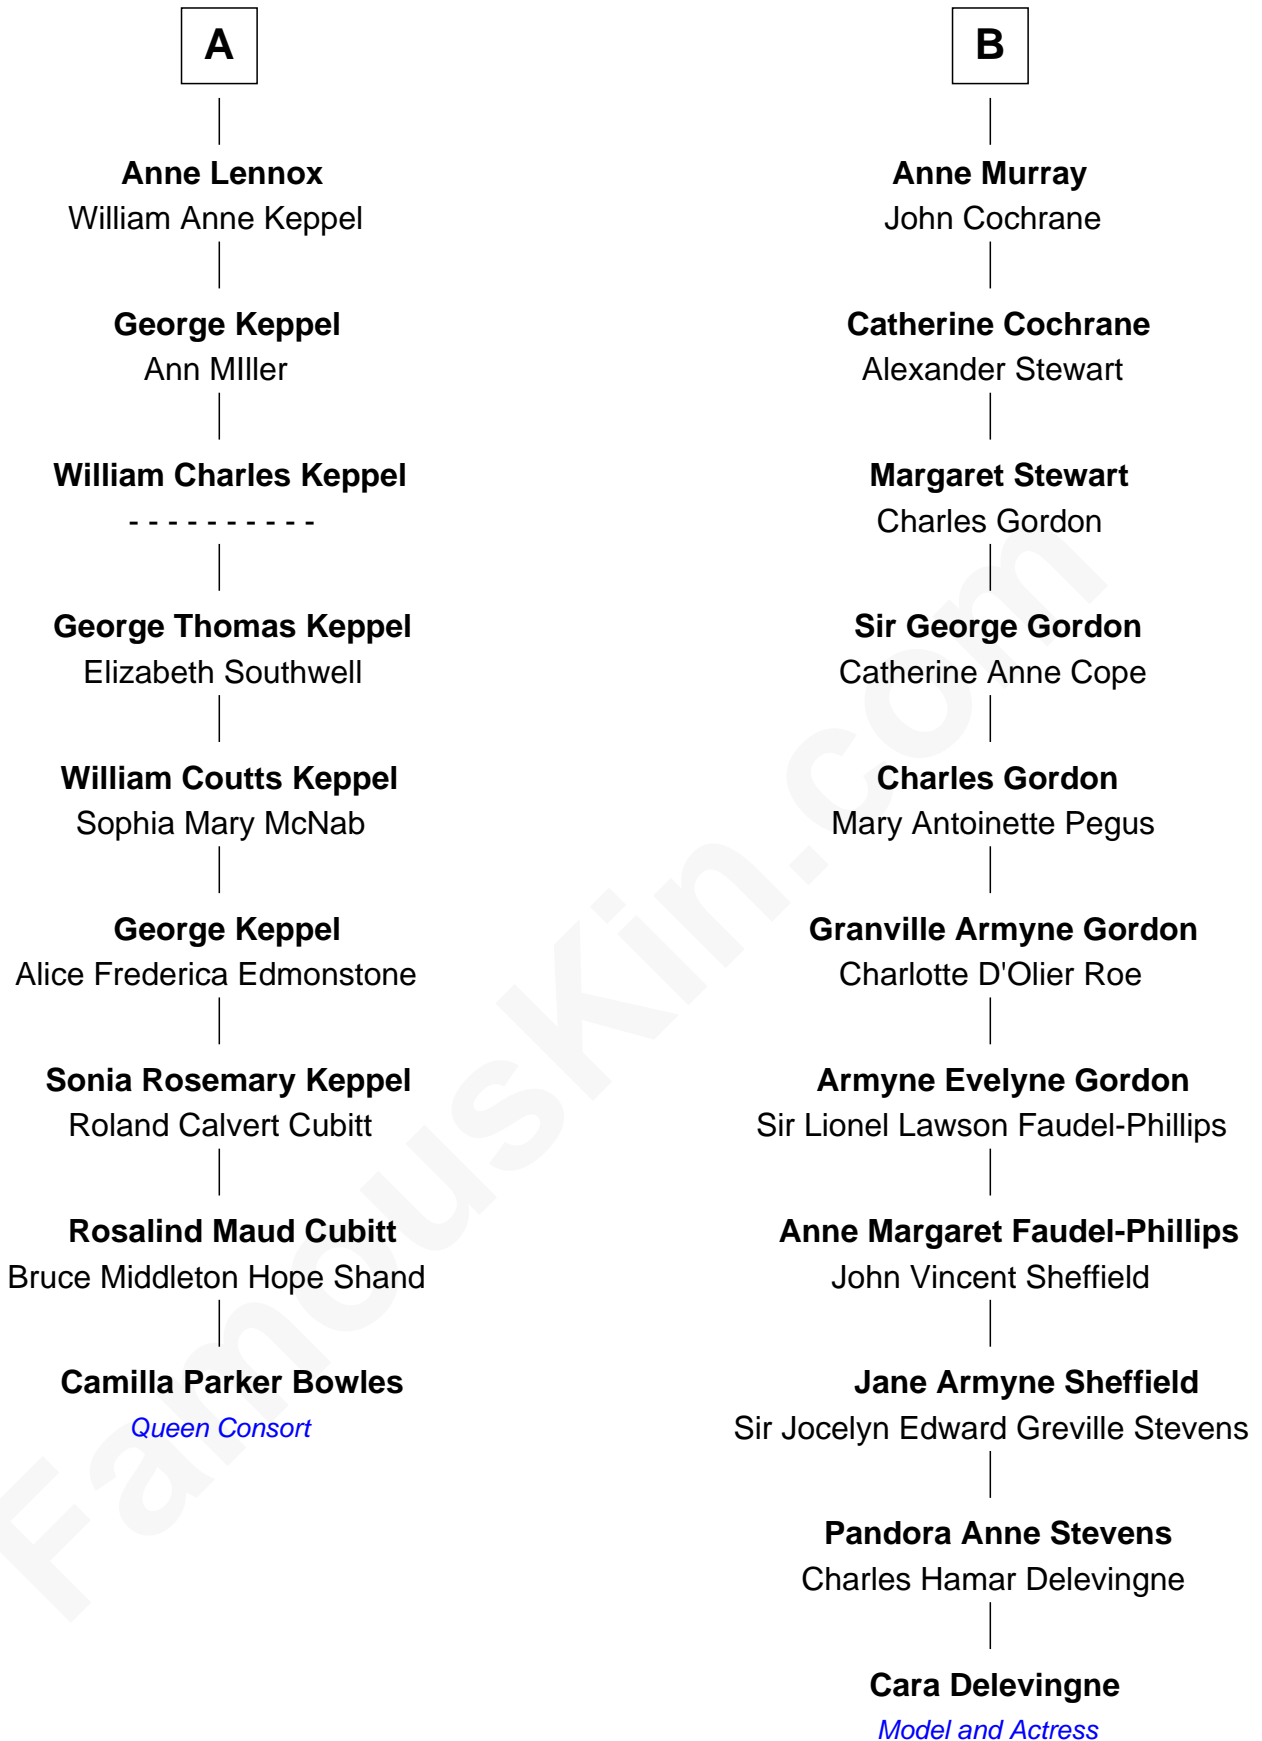 A
Anne Lennox
William Anne Keppel
George Keppel
Ann MIller
William Charles Keppel
- - - - - - - - - -
George Thomas Keppel
Elizabeth Southwell
William Coutts Keppel
Sophia Mary McNab
George Keppel
Alice Frederica Edmonstone
Sonia Rosemary Keppel
Roland Calvert Cubitt
Rosalind Maud Cubitt
Bruce Middleton Hope Shand
Camilla Parker Bowles
Queen Consort
B
Anne Murray
John Cochrane
Catherine Cochrane
Alexander Stewart
Margaret Stewart
Charles Gordon
Sir George Gordon
Catherine Anne Cope
Charles Gordon
Mary Antoinette Pegus
Granville Armyne Gordon
Charlotte D'Olier Roe
Armyne Evelyne Gordon
Sir Lionel Lawson Faudel-Phillips
Anne Margaret Faudel-Phillips
John Vincent Sheffield
Jane Armyne Sheffield
Sir Jocelyn Edward Greville Stevens
Pandora Anne Stevens
Charles Hamar Delevingne
Cara Delevingne
Model and Actress
FamousKin.com